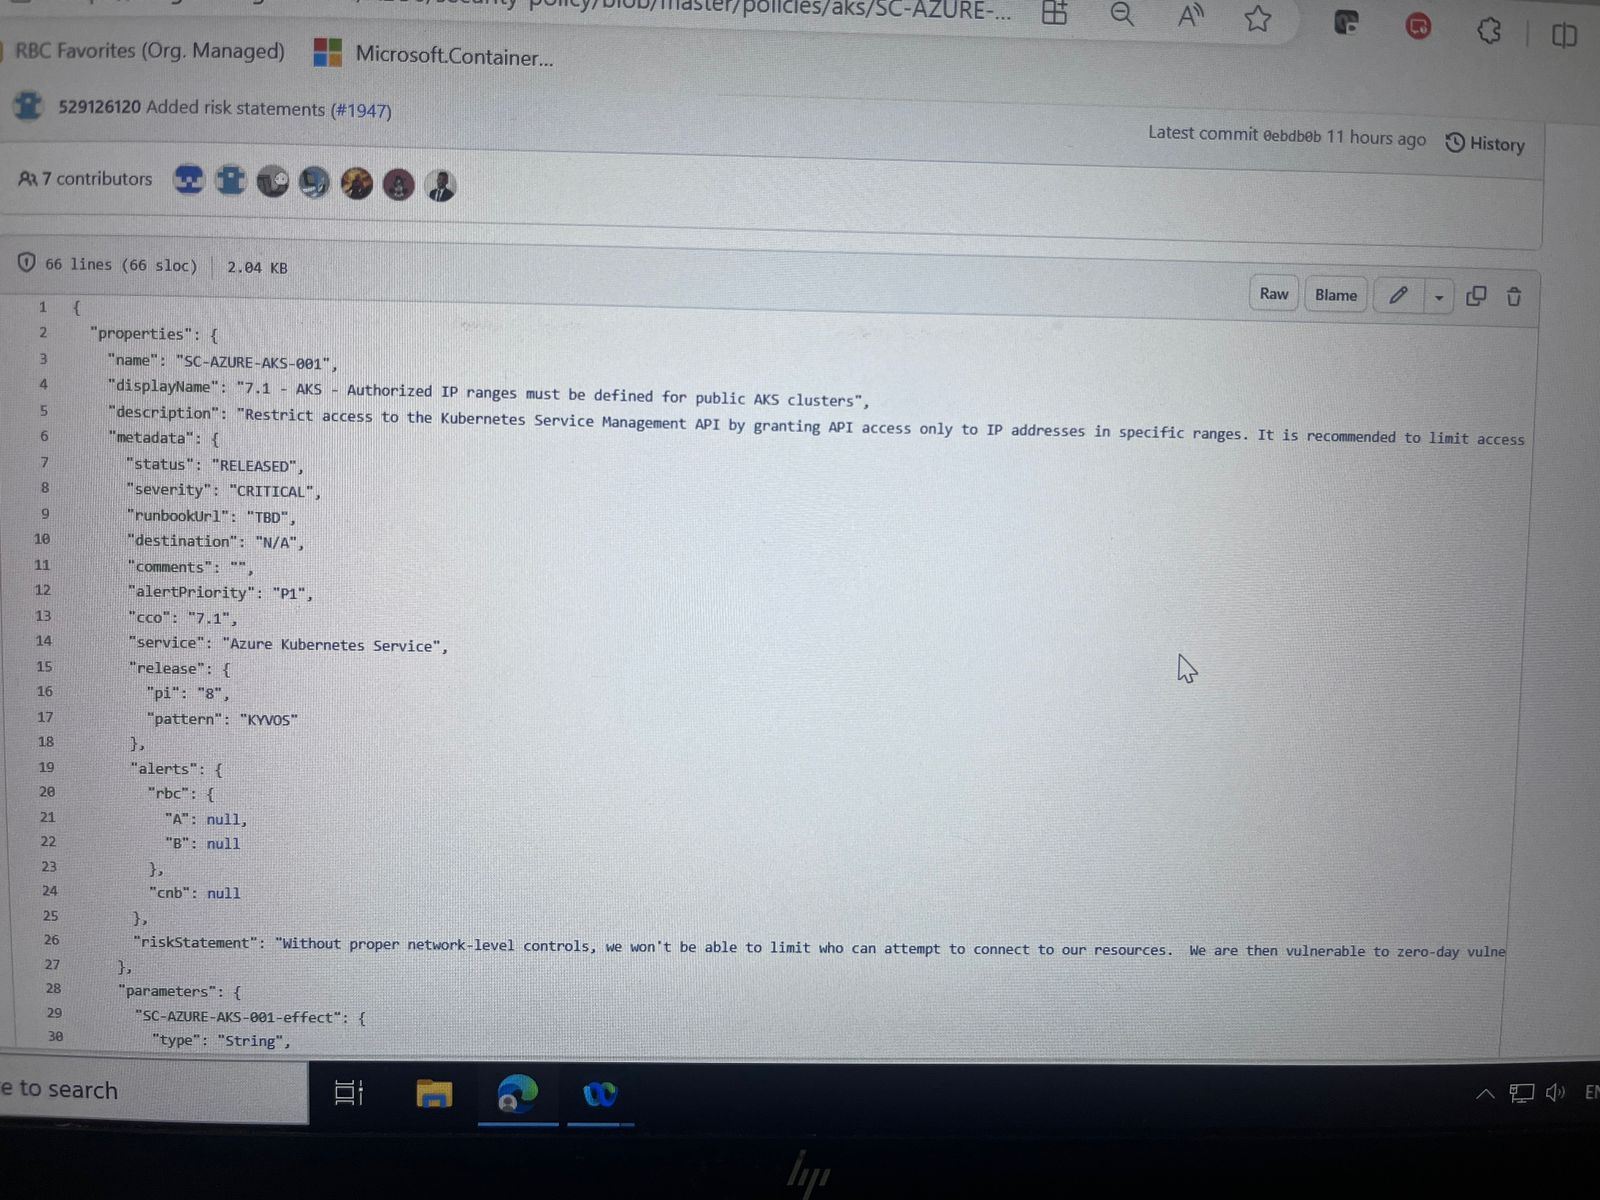 security-policy/blob/master/policies/aks/SC-AZURE-...
RBC Favorites (Org. Managed)
Microsoft.Container...
529126120 Added risk statements (#1947)
Latest commit 0ebdb0b 11 hours ago
History
7 contributors
66 lines (66 sloc)
2.04 KB
Raw
Blame
1 {
2 "properties": {
3 "name": "SC-AZURE-AKS-001",
4 "displayName": "7.1 - AKS - Authorized IP ranges must be defined for public AKS clusters",
5 "description": "Restrict access to the Kubernetes Service Management API by granting API access only to IP addresses in specific ranges. It is recommended to limit access
6 "metadata": {
7 "status": "RELEASED",
8 "severity": "CRITICAL",
9 "runbookUrl": "TBD",
10 "destination": "N/A",
11 "comments": "",
12 "alertPriority": "P1",
13 "cco": "7.1",
14 "service": "Azure Kubernetes Service",
15 "release": {
16 "pi": "8",
17 "pattern": "KYVOS"
18 },
19 "alerts": {
20 "rbc": {
21 "A": null,
22 "B": null
23 },
24 "cnb": null
25 },
26 "riskStatement": "Without proper network-level controls, we won't be able to limit who can attempt to connect to our resources.  We are then vulnerable to zero-day vulne
27 },
28 "parameters": {
29 "SC-AZURE-AKS-001-effect": {
30 "type": "String",
e to search
hp